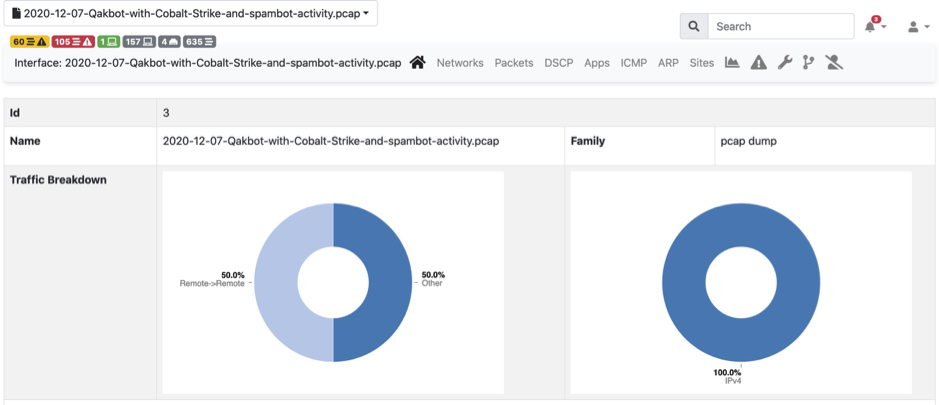 2020-12-07-Qakbot-with-Cobalt-Strike-and-spambot-activity.pcap
Search
3
60 105 1 157 4 635
Interface: 2020-12-07-Qakbot-with-Cobalt-Strike-and-spambot-activity.pcap Networks Packets DSCP Apps ICMP ARP Sites
Id 3
Name 2020-12-07-Qakbot-with-Cobalt-Strike-and-spambot-activity.pcap Family pcap dump
Traffic Breakdown
50.0%
Remote->Remote
50.0%
Other
100.0%
IPv4